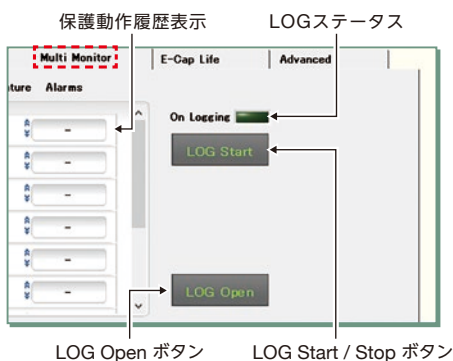 保護動作履歴表示 LOGステータス
Multi Monitor E-Cap Life Advanced
ture Alarms
On Logging
-
LOG Start
-
-
-
-
-
LOG Open
LOG Open ボタン LOG Start / Stop ボタン